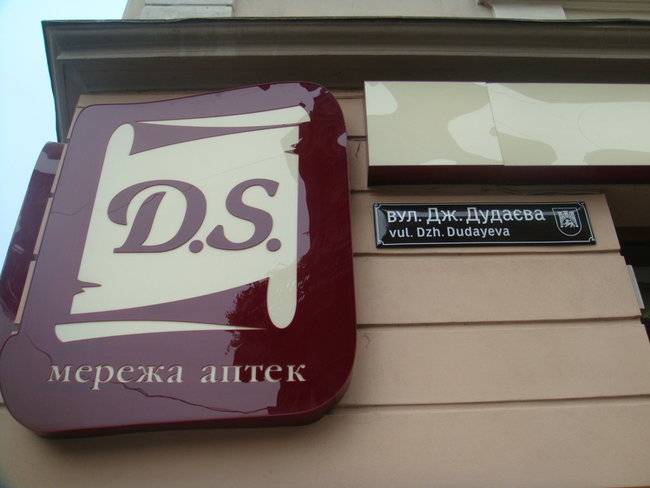 D.S.
мережа аптек
вул. Дж. Дудаєва
vul. Dzh. Dudayeva